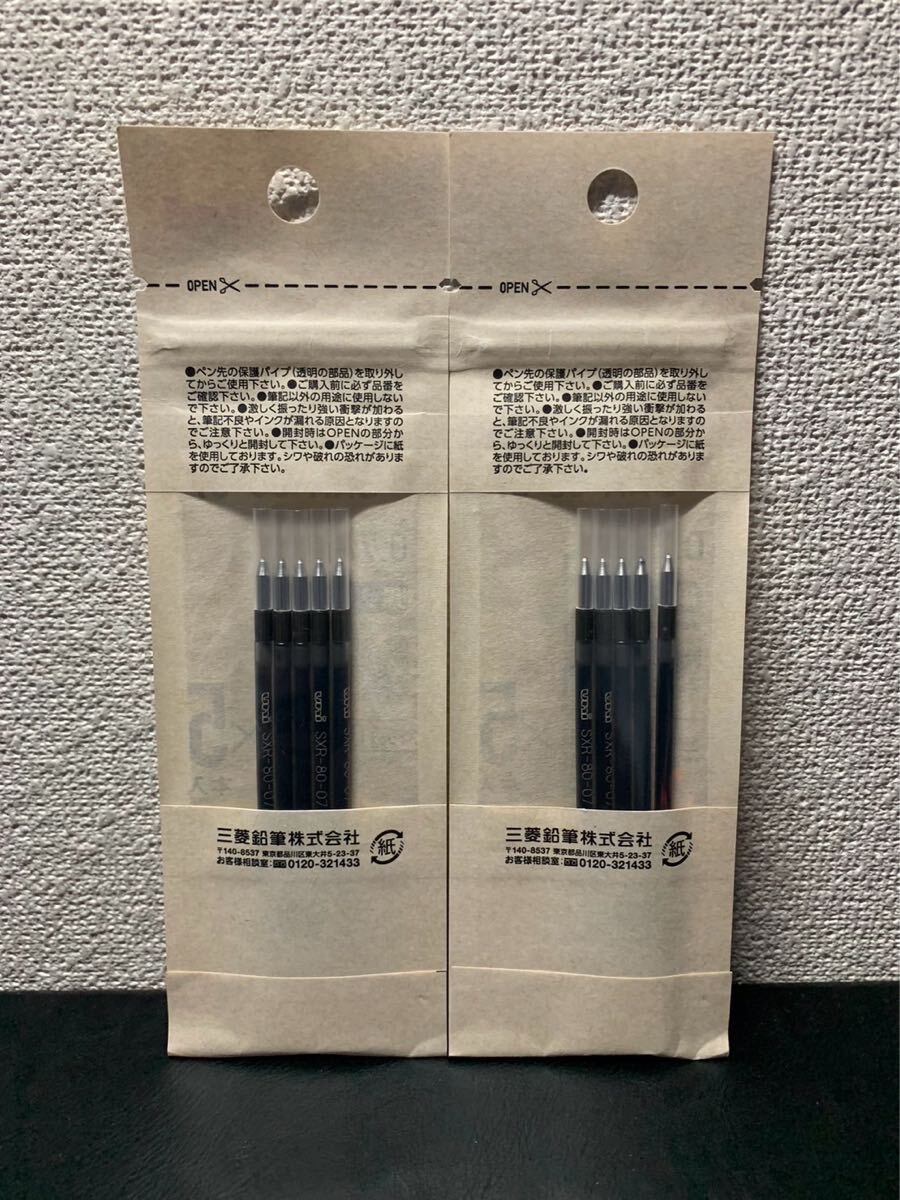 OPEN
●ペン先の保護パイプ(透明の部品)を取り外し
てからご使用下さい。●ご購入前に必ず品番を
ご確認下さい。●筆記以外の用途に使用しない
で下さい。●激しく振ったり強い衝撃が加わる
と、筆記不良やインクが漏れる原因となりますの
でご注意下さい。●開封時はOPENの部分か
ら、ゆっくりと開封して下さい。●パッケージに紙
を使用しております。シワや破れの恐れがありま
すのでご了承下さい。
uni SXR-80-07
uni SXR-80-07
uni
三菱鉛筆株式会社
〒140-8537 東京都品川区東大井5-23-37
お客様相談室:0120-321433
紙
OPEN
●ペン先の保護パイプ(透明の部品)を取り外し
てからご使用下さい。●ご購入前に必ず品番を
ご確認下さい。●筆記以外の用途に使用しない
で下さい。●激しく振ったり強い衝撃が加わる
と、筆記不良やインクが漏れる原因となりますの
でご注意下さい。●開封時はOPENの部分か
ら、ゆっくりと開封して下さい。●パッケージに紙
を使用しております。シワや破れの恐れがありま
すのでご了承下さい。
uni SXR-80-07
uni SXR-80-07
三菱鉛筆株式会社
〒140-8537 東京都品川区東大井5-23-37
お客様相談室:0120-321433
紙